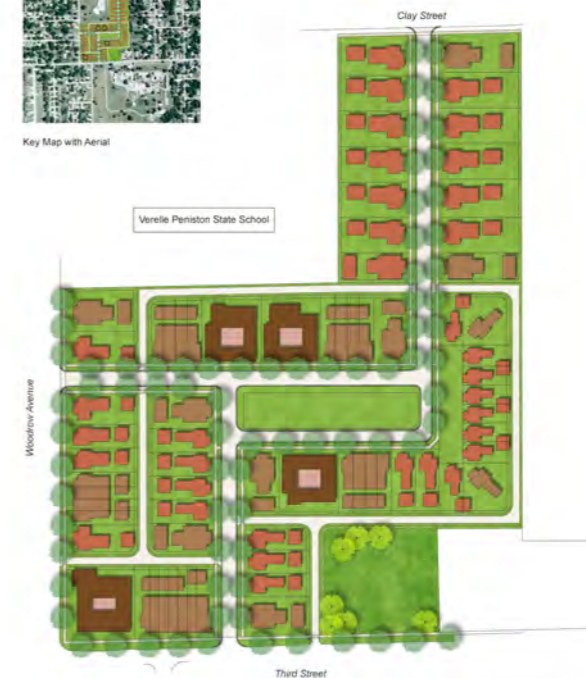 Clay Street
Key Map with Aerial
Verelle Peniston State School
Woodrow Avenue
Third Street